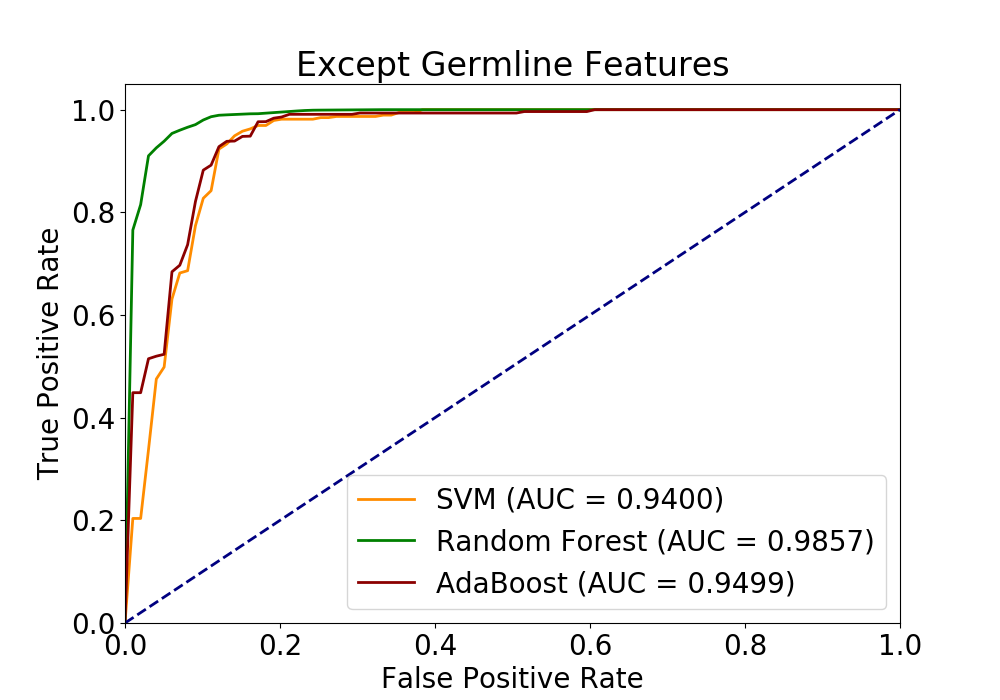 Except Germline Features
True Positive Rate
1.0
0.8
0.6
0.4
0.2
0.0
SVM (AUC = 0.9400)
Random Forest (AUC = 0.9857)
AdaBoost (AUC = 0.9499)
0.0 0.2 0.4 0.6 0.8 1.0
False Positive Rate